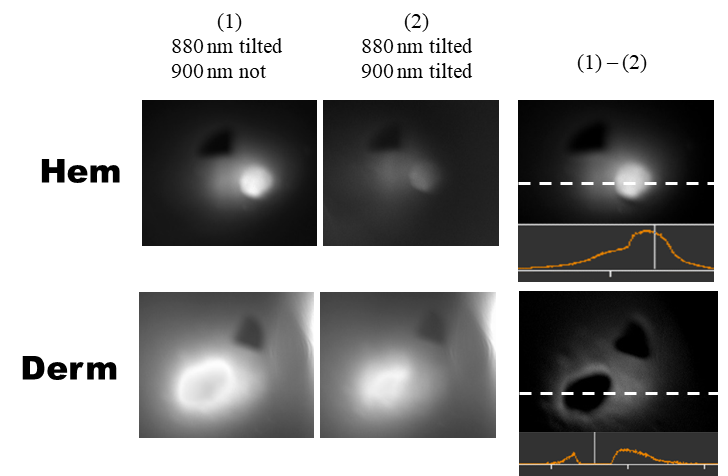 (1)
880 nm tilted
900 nm not
(2)
880 nm tilted
900 nm tilted
(1) – (2)
Hem
Derm